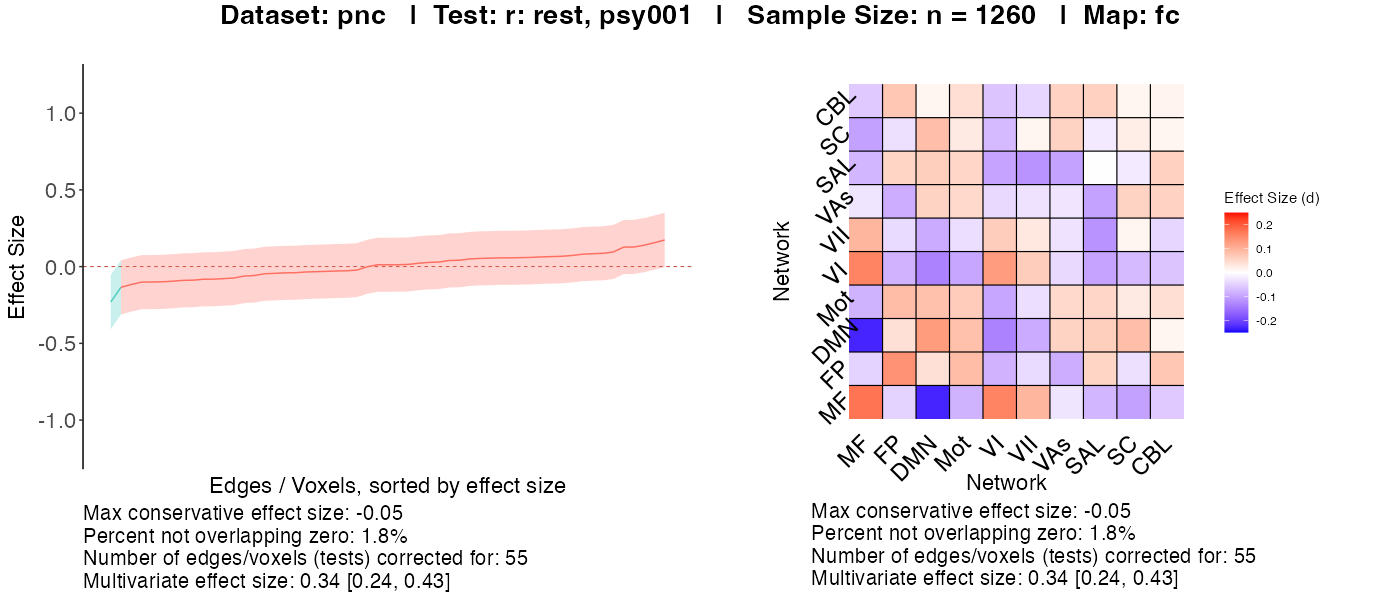 Dataset: pnc | Test: r: rest, psy001 | Sample Size: n = 1260 | Map: fc
Effect Size
1.0
0.5
0.0
-0.5
-1.0
Edges / Voxels, sorted by effect size
Max conservative effect size: -0.05
Percent not overlapping zero: 1.8%
Number of edges/voxels (tests) corrected for: 55
Multivariate effect size: 0.34 [0.24, 0.43]
Network
CBL
SC
SAL
VAs
VII
VI
Mot
DMN
FP
MF
MF
FP
DMN
Mot
VI
VII
VAs
SAL
SC
CBL
Network
Effect Size (d)
0.2
0.1
0.0
-0.1
-0.2
Max conservative effect size: -0.05
Percent not overlapping zero: 1.8%
Number of edges/voxels (tests) corrected for: 55
Multivariate effect size: 0.34 [0.24, 0.43]